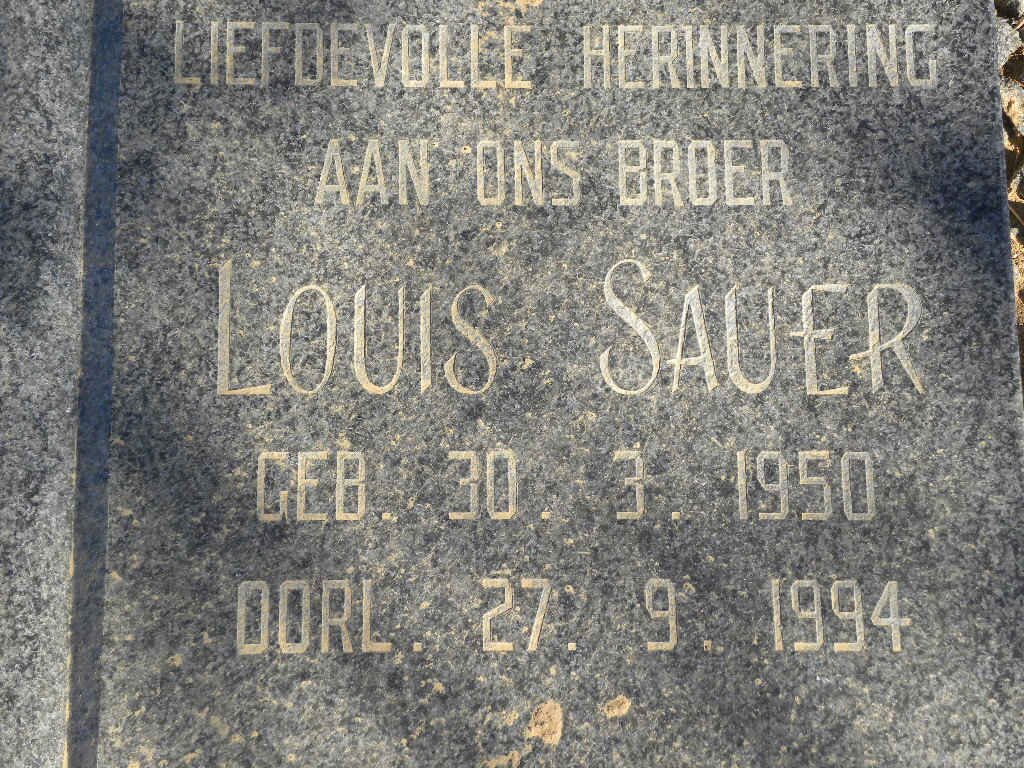 LIEFDEVOLLE HERINNERING
AAN ONS BROER
LOUIS SAUER
GEB. 30. 3. 1950
OORL. 27. 9. 1994